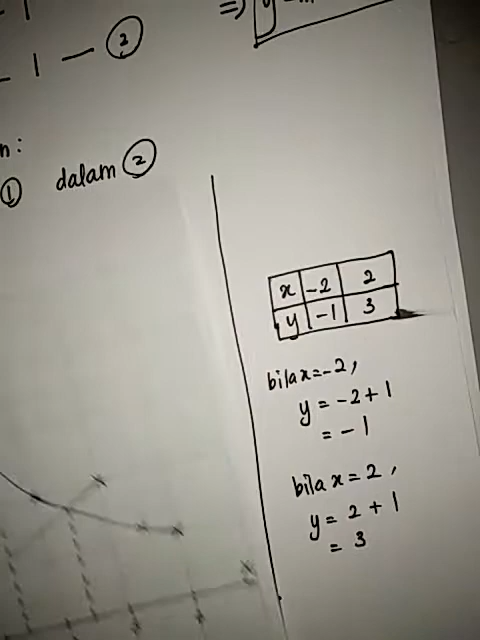 - 1
- 1 — ②
⇒ y = m
n:
① dalam ②
x -2 2
y -1 3
bila x=-2,
y = -2+1
= -1
bila x = 2,
y = 2 + 1
= 3